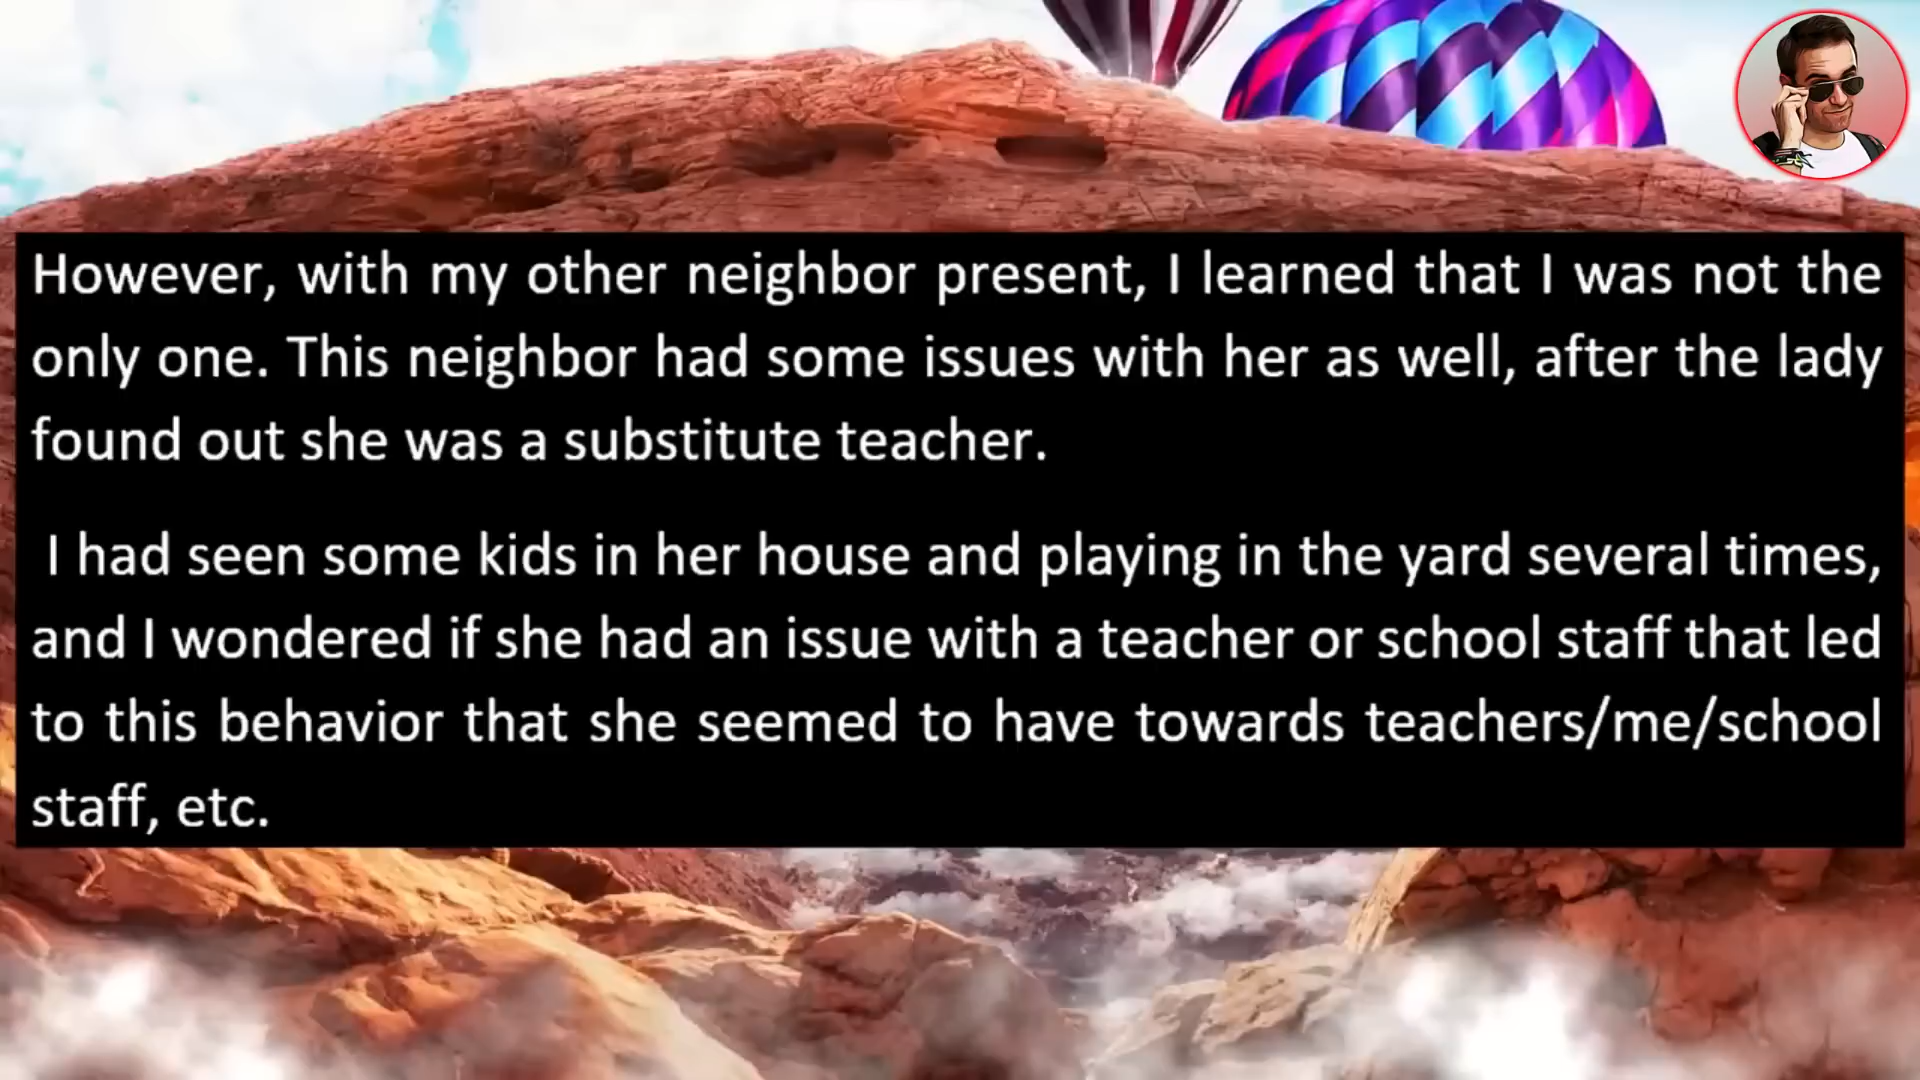 However, with my other neighbor present, I learned that I was not the
only one. This neighbor had some issues with her as well, after the lady
found out she was a substitute teacher.
I had seen some kids in her house and playing in the yard several times,
and I wondered if she had an issue with a teacher or school staff that led
to this behavior that she seemed to have towards teachers/me/school
staff, etc.